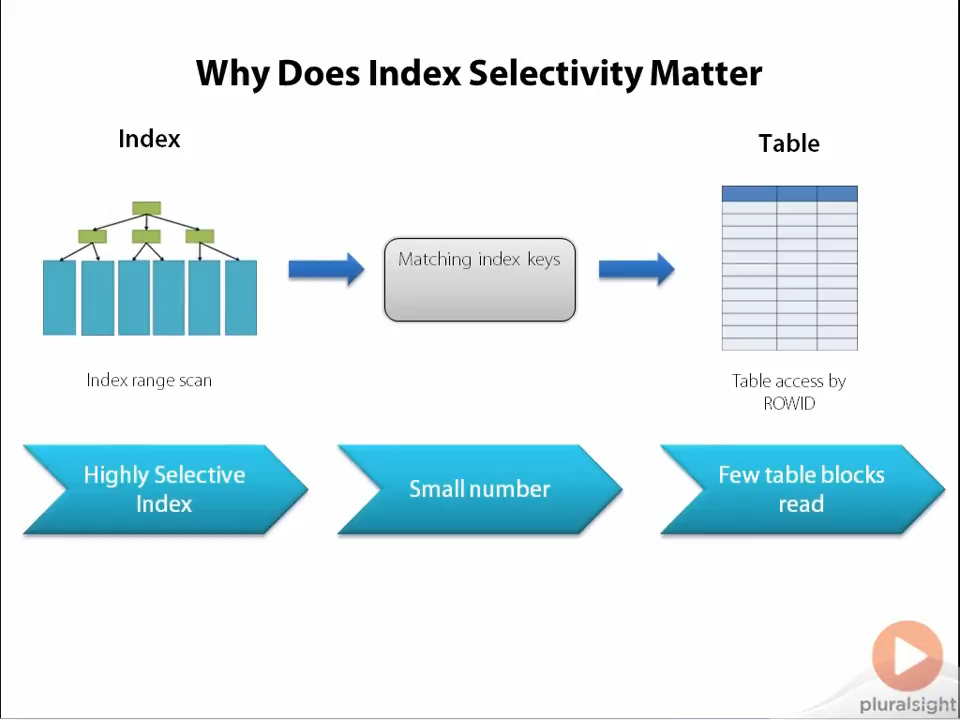 Why Does Index Selectivity Matter
Index
Table
Matching index keys
Index range scan
Table access by
ROWID
Highly Selective
Index
Small number
Few table blocks
read
pluralsight